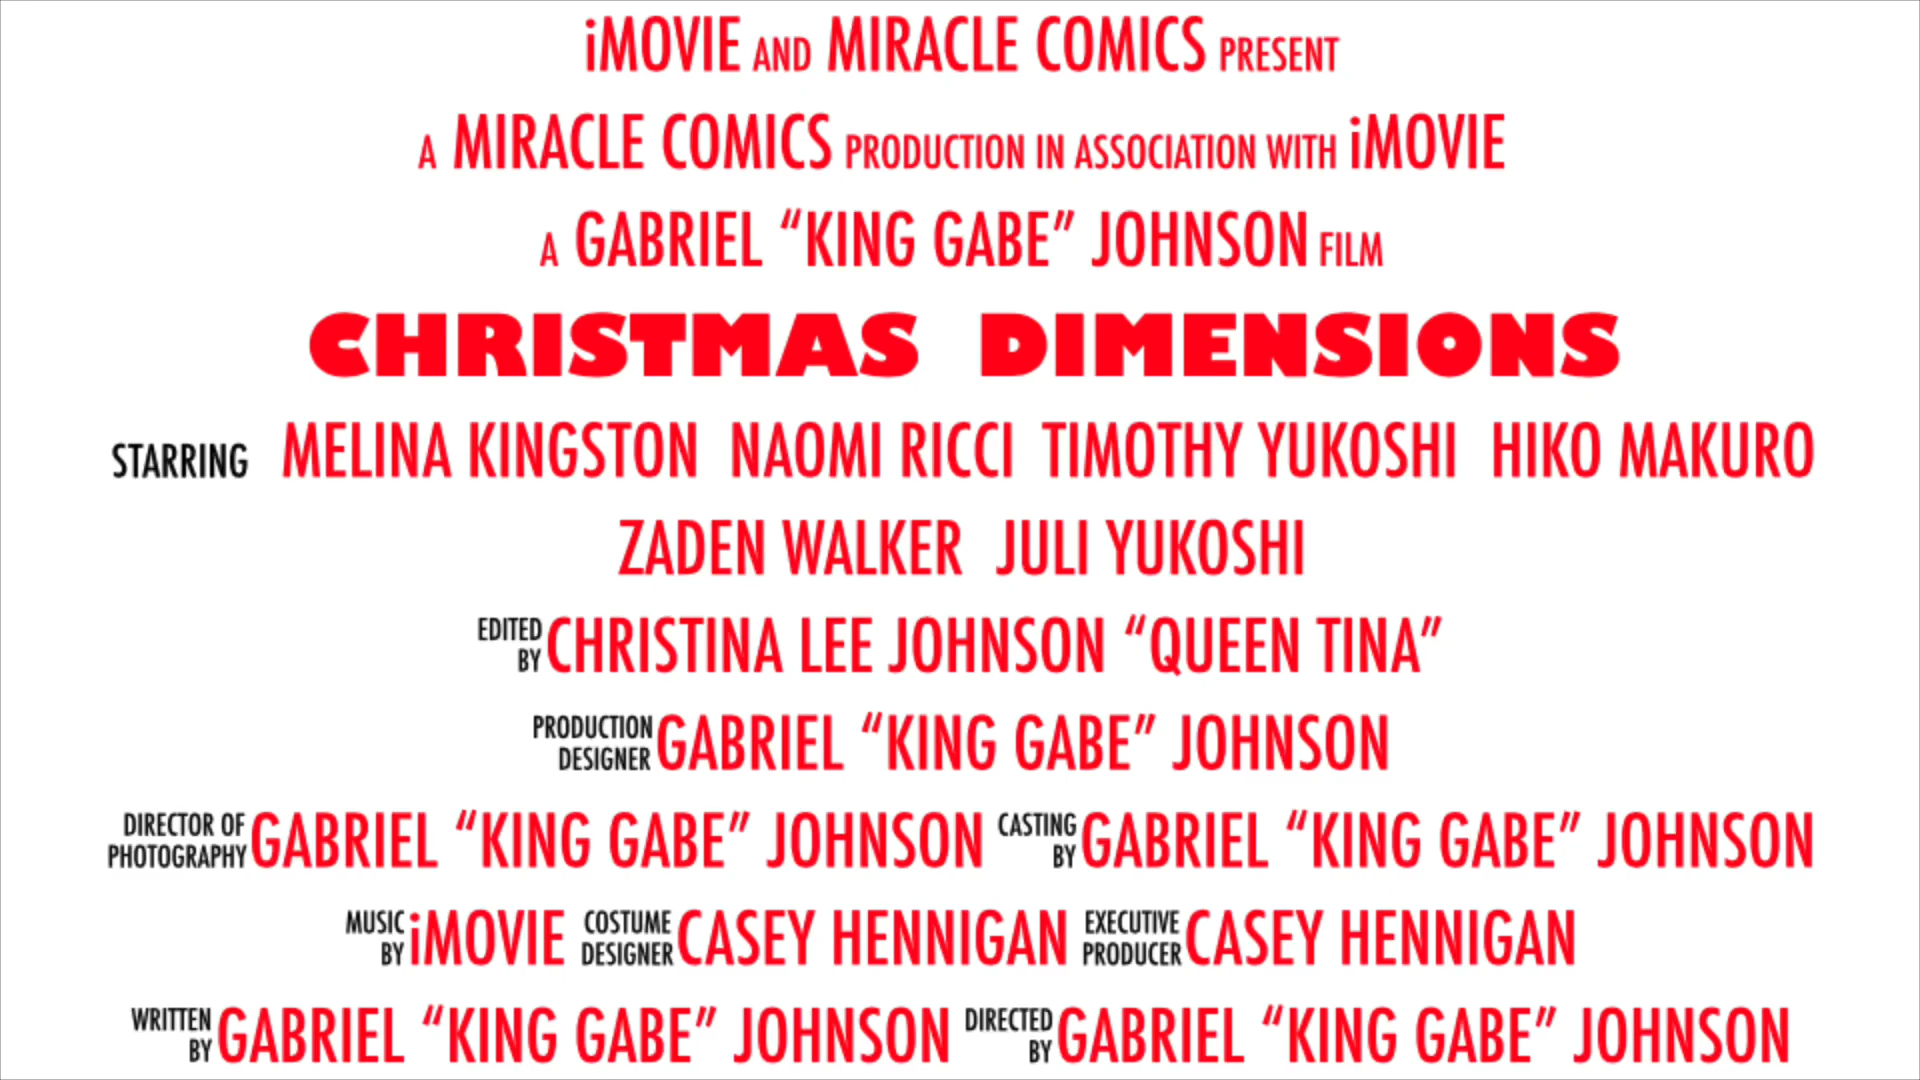 iMOVIE AND MIRACLE COMICS PRESENT
A MIRACLE COMICS PRODUCTION IN ASSOCIATION WITH iMOVIE
A GABRIEL “KING GABE” JOHNSON FILM
CHRISTMAS DIMENSIONS
STARRING MELINA KINGSTON NAOMI RICCI TIMOTHY YUKOSHI HIKO MAKURO
ZADEN WALKER JULI YUKOSHI
EDITED BY CHRISTINA LEE JOHNSON “QUEEN TINA”
PRODUCTION DESIGNER GABRIEL “KING GABE” JOHNSON
DIRECTOR OF PHOTOGRAPHY GABRIEL “KING GABE” JOHNSON CASTING BY GABRIEL “KING GABE” JOHNSON
MUSIC BY iMOVIE COSTUME DESIGNER CASEY HENNIGAN EXECUTIVE PRODUCER CASEY HENNIGAN
WRITTEN BY GABRIEL “KING GABE” JOHNSON DIRECTED BY GABRIEL “KING GABE” JOHNSON